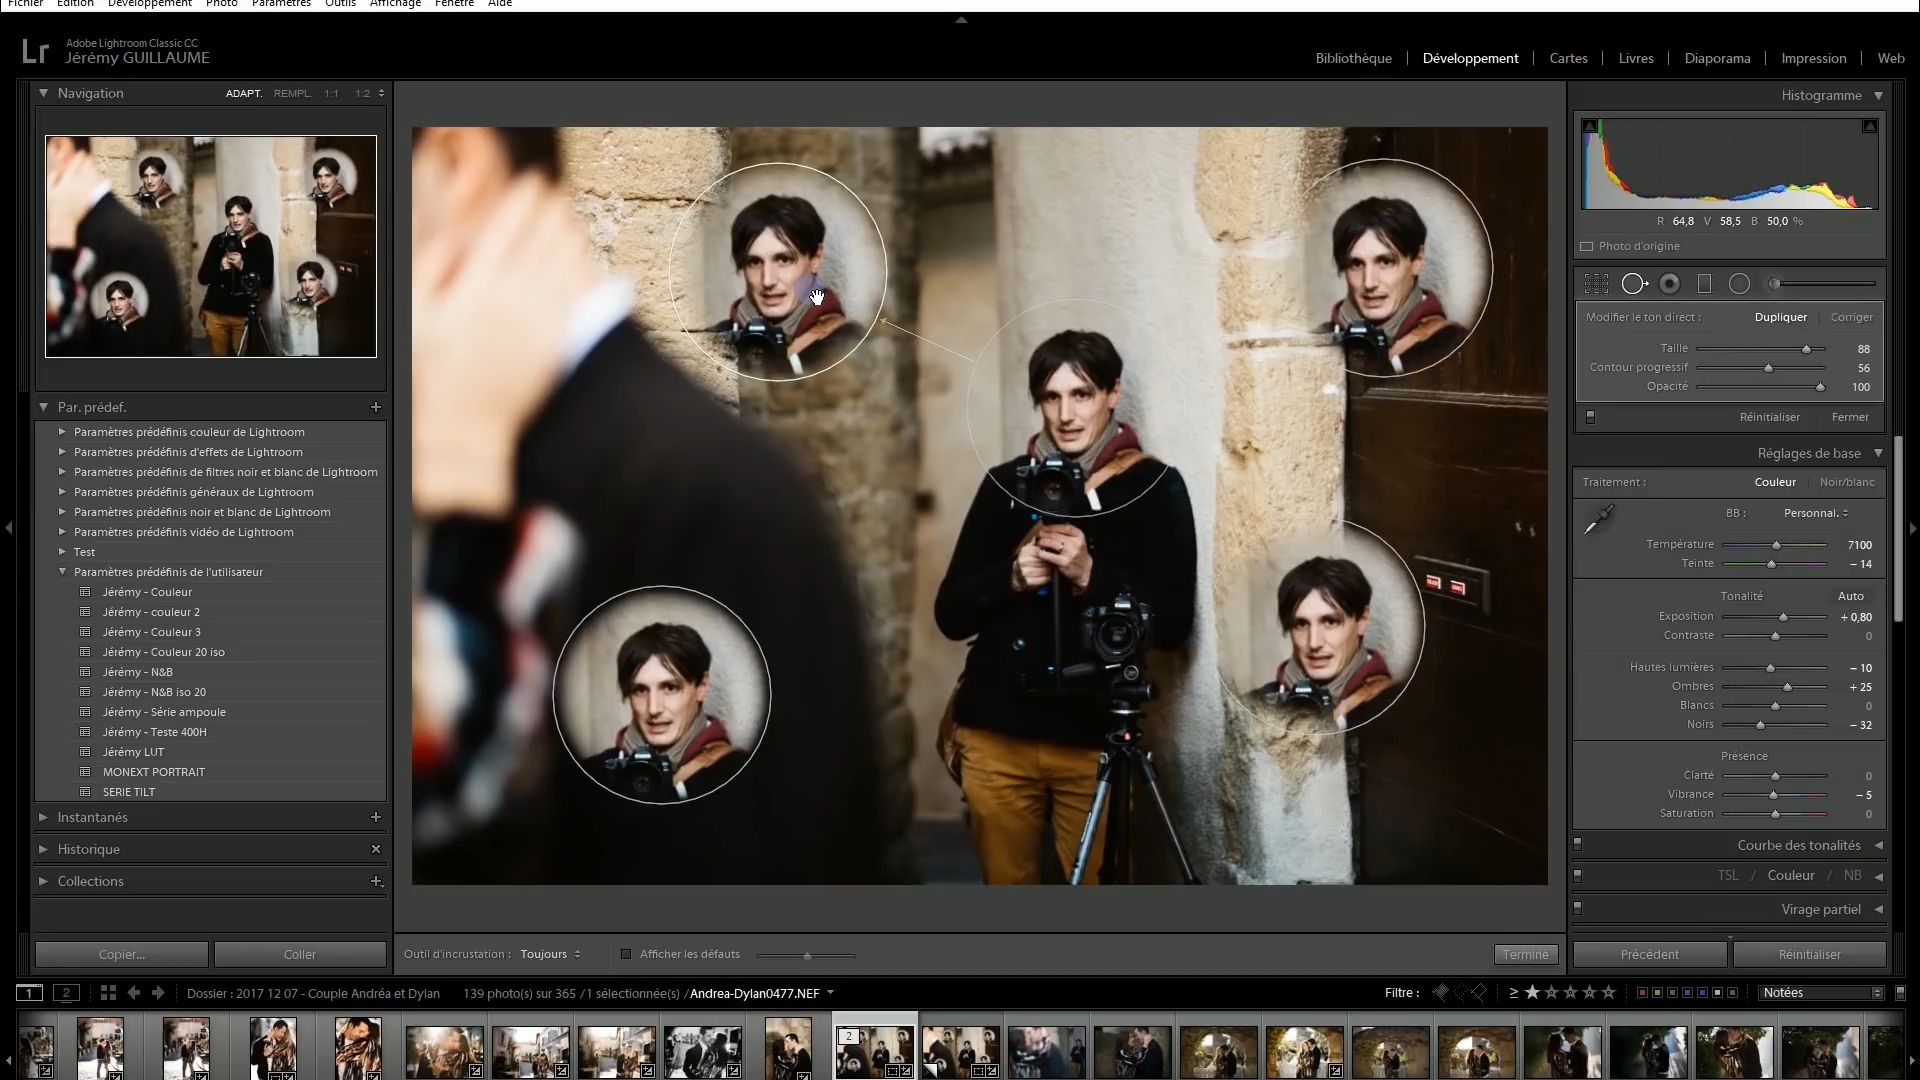 Fichier Edition Développement Photo Paramètres Outils Affichage Fenêtre Aide
Lr
Adobe Lightroom Classic CC
Jérémy GUILLAUME
Bibliothèque | Développement | Cartes | Livres | Diaporama | Impression | Web
Navigation ADAPT. REMPL. 1:1 1:2
Par. prédef. +
Paramètres prédéfinis couleur de Lightroom
Paramètres prédéfinis d'effets de Lightroom
Paramètres prédéfinis de filtres noir et blanc de Lightroom
Paramètres prédéfinis généraux de Lightroom
Paramètres prédéfinis noir et blanc de Lightroom
Paramètres prédéfinis vidéo de Lightroom
Test
Paramètres prédéfinis de l'utilisateur
Jérémy - Couleur
Jérémy - couleur 2
Jérémy - Couleur 3
Jérémy - Couleur 20 iso
Jérémy - N&B
Jérémy - N&B iso 20
Jérémy - Série ampoule
Jérémy - Teste 400H
Jérémy LUT
MONEXT PORTRAIT
SERIE TILT
Instantanés +
Historique ×
Collections +
Copier... Coller
Outil d'incrustation : Toujours Afficher les défauts Terminé
Histogramme
R 64,8 V 58,5 B 50,0 %
Photo d'origine
Modifier le ton direct : Dupliquer | Corriger
Taille 88
Contour progressif 56
Opacité 100
Réinitialiser Fermer
Réglages de base
Traitement : Couleur | Noir/blanc
BB : Personnal.
Température 7100
Teinte – 14
Tonalité Auto
Exposition + 0,80
Contraste 0
Hautes lumières – 10
Ombres + 25
Blancs 0
Noirs – 32
Présence
Clarté 0
Vibrance – 5
Saturation 0
Courbe des tonalités
TSL / Couleur / NB
Virage partiel
Précédent Réinitialiser
1 2 Dossier : 2017 12 07 - Couple Andréa et Dylan 139 photo(s) sur 365 /1 sélectionnée(s) /Andrea-Dylan0477.NEF Filtre : ≥ Notées
2